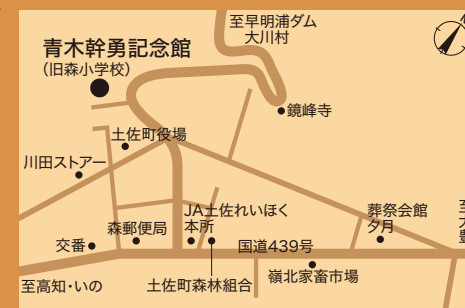 至早明浦ダム
大川村
青木幹勇記念館
（旧森小学校）
鏡峰寺
土佐町役場
川田ストアー
JA土佐れいほく
本所
葬祭会館
夕月
森郵便局
交番
国道439号
至高知・いの
土佐町森林組合
嶺北家畜市場